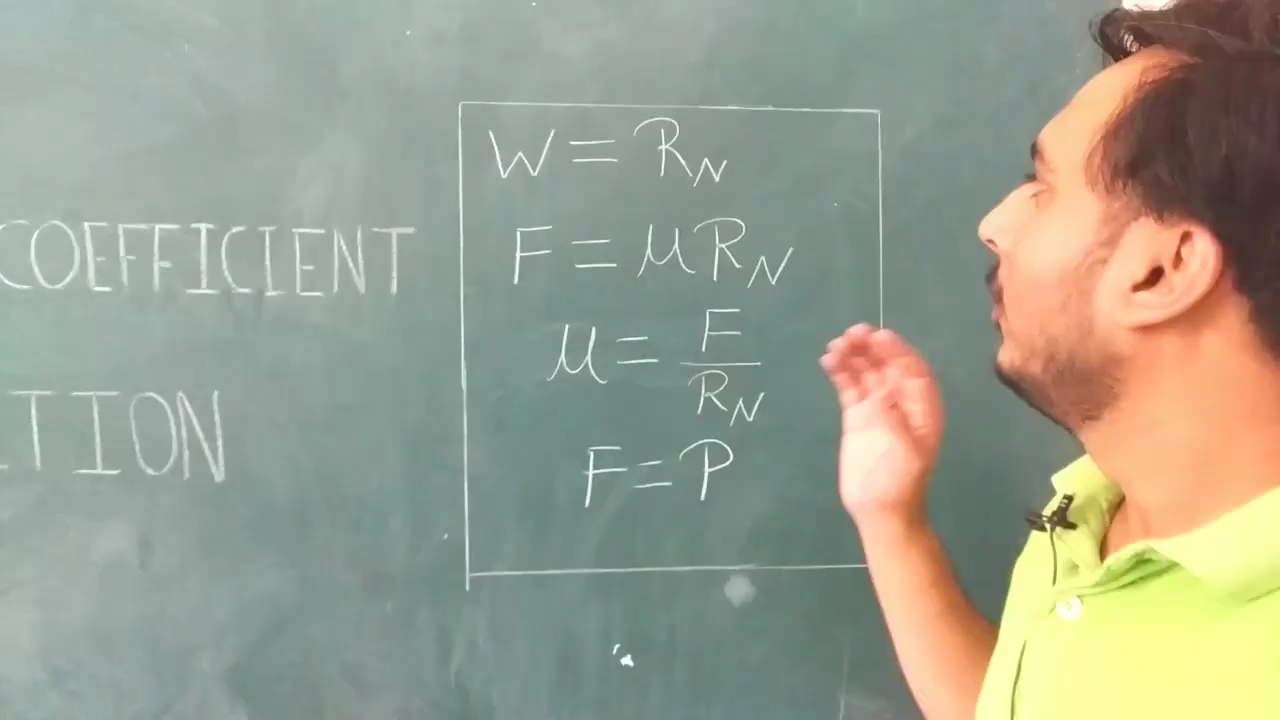 COEFFICIENT
TION
W = R_N
F = μR_N
μ = F/R_N
F = P